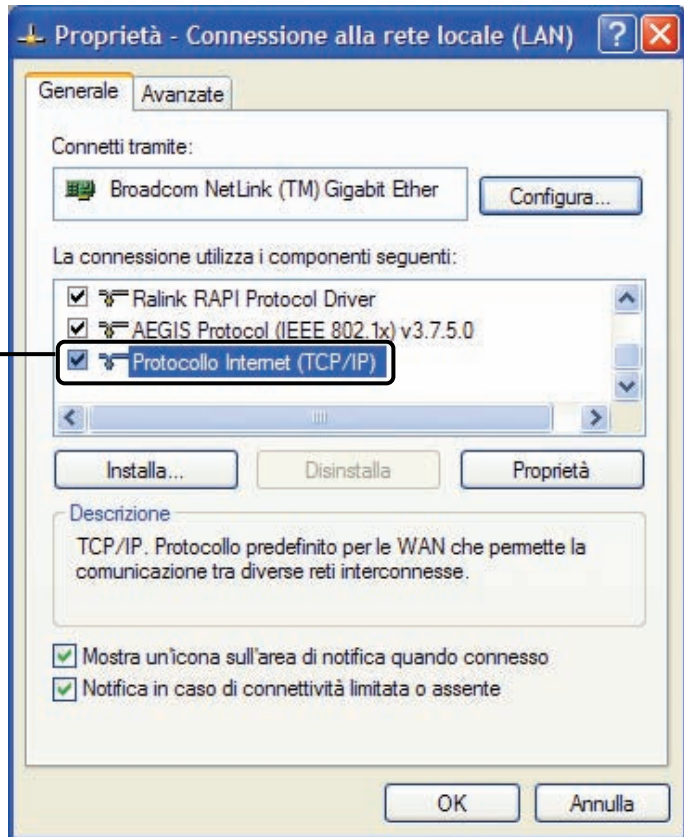 Proprietà - Connessione alla rete locale (LAN)
Generale
Avanzate
Connetti tramite:
Broadcom NetLink (TM) Gigabit Ether
Configura...
La connessione utilizza i componenti seguenti:
Ralink RAPI Protocol Driver
AEGIS Protocol (IEEE 802.1x) v3.7.5.0
Protocollo Internet (TCP/IP)
Installa...
Disinstalla
Proprietà
Descrizione
TCP/IP. Protocollo predefinito per le WAN che permette la
comunicazione tra diverse reti interconnesse.
Mostra un'icona sull'area di notifica quando connesso
Notifica in caso di connettività limitata o assente
OK
Annulla